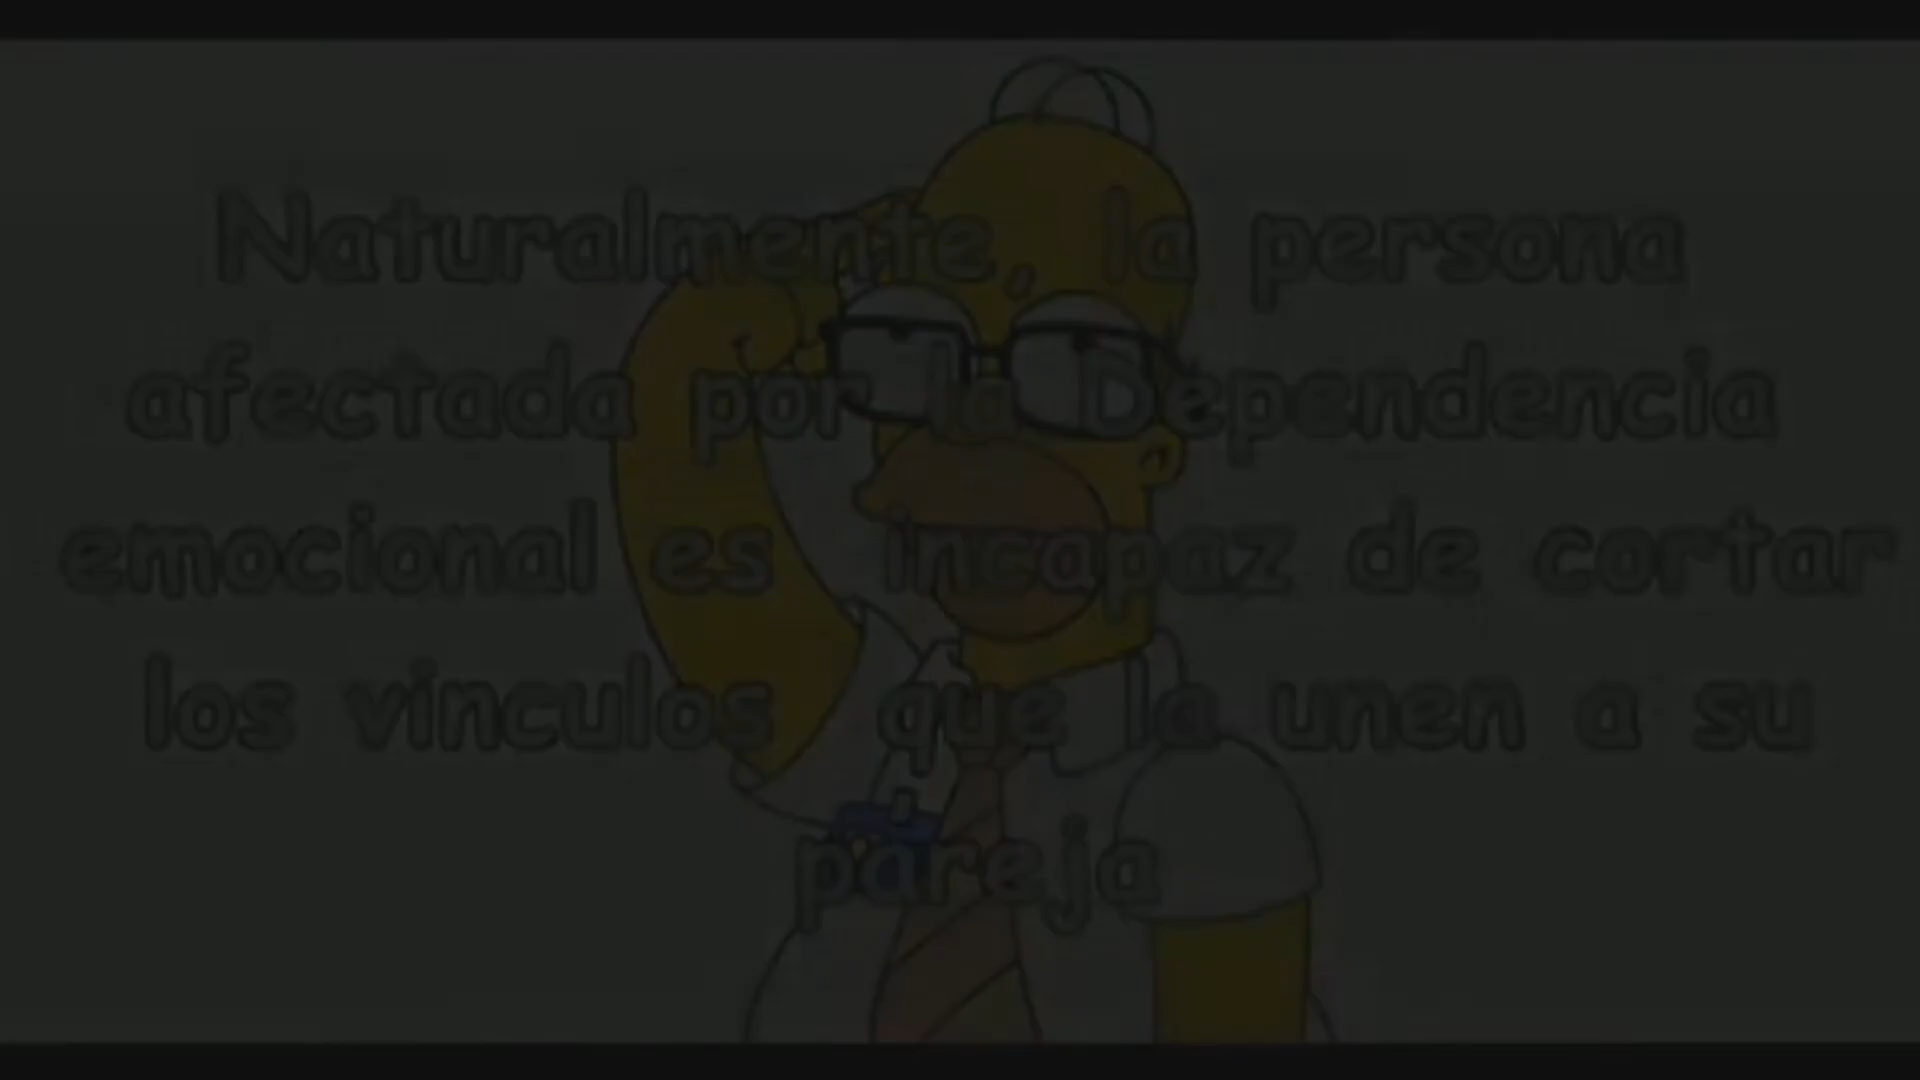 Naturalmente, la persona
afectada por la Dependencia
emocional es incapaz de cortar
los vinculos que la unen a su
pareja